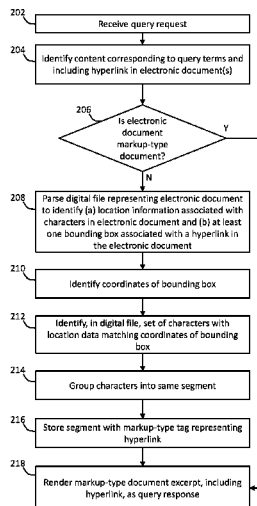 202
Receive query request
204
Identify content corresponding to query terms and
including hyperlink in electronic document(s)
206
Is
electronic
document
markup-type
document?
Y
N
208
Parse digital file representing electronic document
to identify (a) location information associated with
characters in electronic document and (b) at least
one bounding box associated with a hyperlink in
the electronic document
210
Identify coordinates of bounding box
212
Identify, in digital file, set of characters with
location data matching coordinates of bounding
box
214
Group characters into same segment
216
Store segment with markup-type tag representing
hyperlink
218
Render markup-type document excerpt, including
hyperlink, as query response